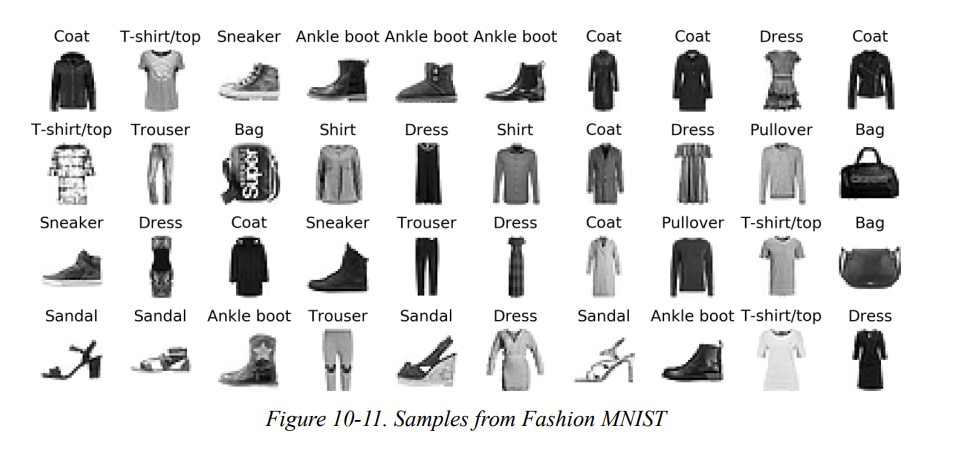 Coat T-shirt/top Sneaker Ankle boot Ankle boot Ankle boot Coat Coat Dress Coat
T-shirt/top Trouser Bag Shirt Dress Shirt Coat Dress Pullover Bag
Super
Sneaker Dress Coat Sneaker Trouser Dress Coat Pullover T-shirt/top Bag
Sandal Sandal Ankle boot Trouser Sandal Dress Sandal Ankle boot T-shirt/top Dress
Figure 10-11. Samples from Fashion MNIST